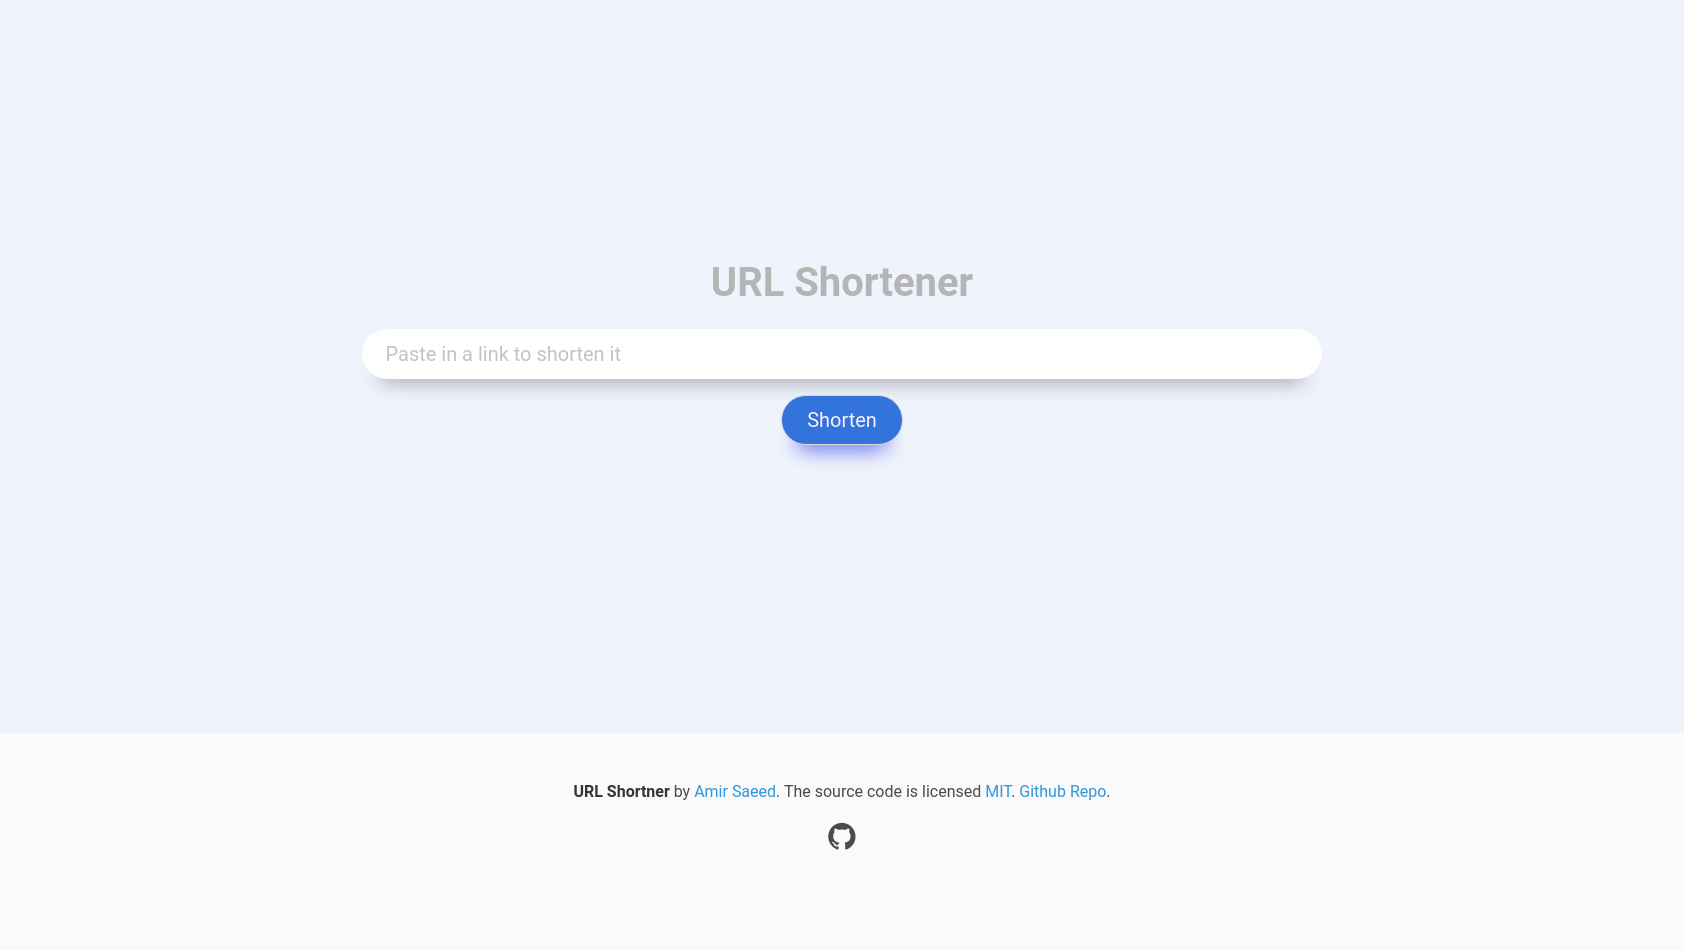 URL Shortener
Paste in a link to shorten it
Shorten
URL Shortner by Amir Saeed. The source code is licensed MIT. Github Repo.